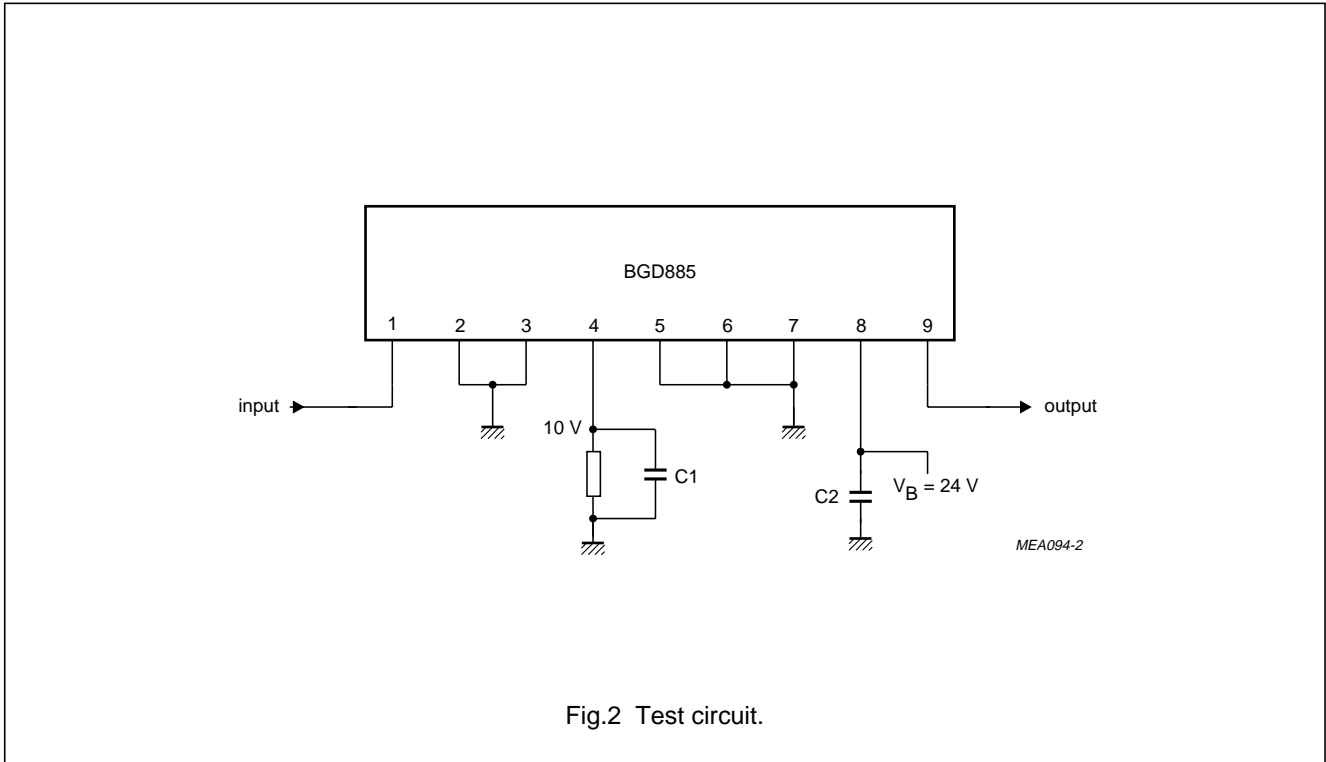 BGD885
1 2 3 4 5 6 7 8 9
input output
10 V
C1
C2 VB = 24 V
MEA094-2
Fig.2 Test circuit.